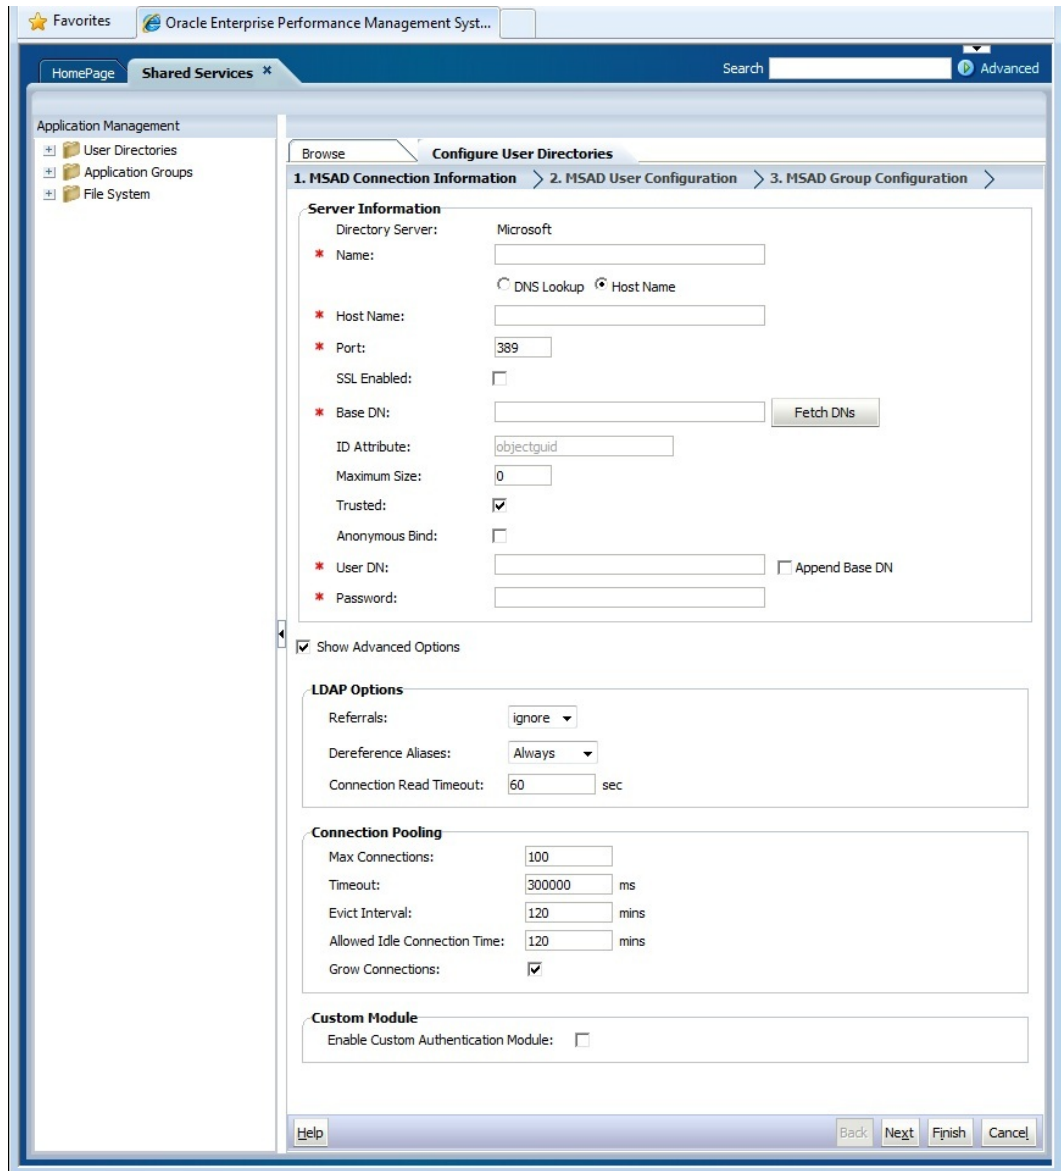 Favorites
Oracle Enterprise Performance Management Syst...
HomePage
Shared Services
Search
Advanced
Application Management
User Directories
Application Groups
File System
Browse
Configure User Directories
1. MSAD Connection Information
2. MSAD User Configuration
3. MSAD Group Configuration
Server Information
Directory Server: Microsoft
* Name:
DNS Lookup Host Name
* Host Name:
* Port: 389
SSL Enabled:
* Base DN: Fetch DNs
ID Attribute: objectguid
Maximum Size: 0
Trusted:
Anonymous Bind:
* User DN: Append Base DN
* Password:
Show Advanced Options
LDAP Options
Referrals: ignore
Dereference Aliases: Always
Connection Read Timeout: 60 sec
Connection Pooling
Max Connections: 100
Timeout: 300000 ms
Evict Interval: 120 mins
Allowed Idle Connection Time: 120 mins
Grow Connections:
Custom Module
Enable Custom Authentication Module:
Help
Back Next Finish Cancel